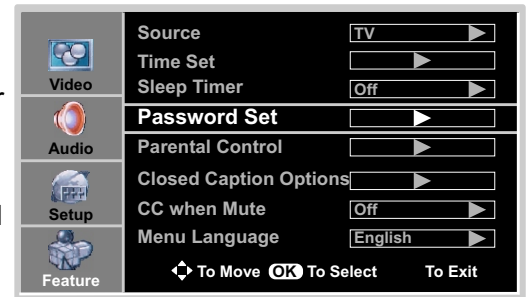 Video
Audio
Setup
Feature
Source TV
Time Set
Sleep Timer Off
Password Set
Parental Control
Closed Caption Options
CC when Mute Off
Menu Language English
To Move OK To Select To Exit